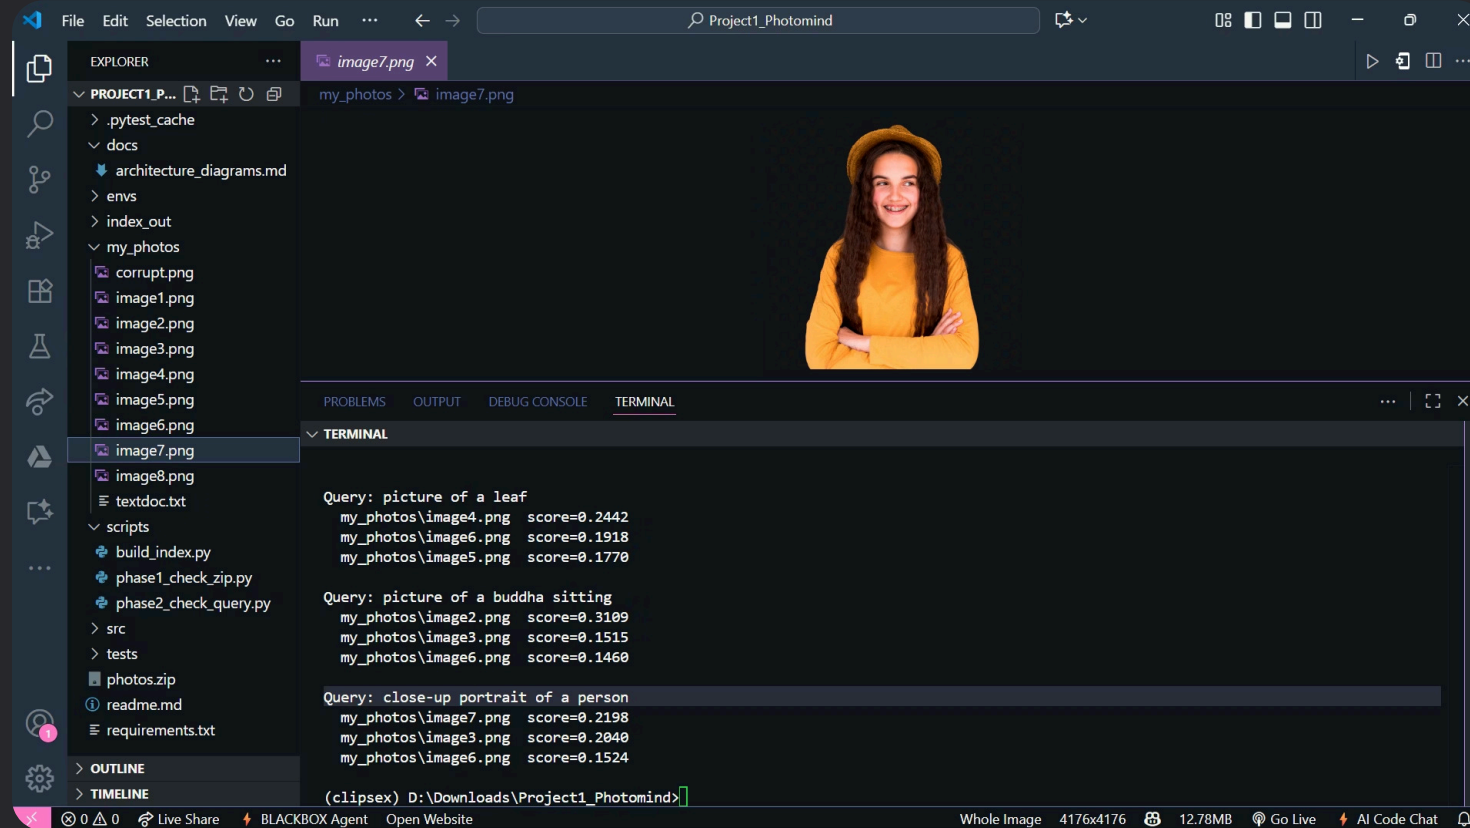 File Edit Selection View Go Run ···
Project1_Photomind
EXPLORER ···
PROJECT1_P...
.pytest_cache
docs
architecture_diagrams.md
envs
index_out
my_photos
corrupt.png
image1.png
image2.png
image3.png
image4.png
image5.png
image6.png
image7.png
image8.png
textdoc.txt
scripts
build_index.py
phase1_check_zip.py
phase2_check_query.py
src
tests
photos.zip
readme.md
requirements.txt
OUTLINE
TIMELINE
1
image7.png
my_photos > image7.png
PROBLEMS OUTPUT DEBUG CONSOLE TERMINAL
TERMINAL
Query: picture of a leaf
my_photos\image4.png score=0.2442
my_photos\image6.png score=0.1918
my_photos\image5.png score=0.1770
Query: picture of a buddha sitting
my_photos\image2.png score=0.3109
my_photos\image3.png score=0.1515
my_photos\image6.png score=0.1460
Query: close-up portrait of a person
my_photos\image7.png score=0.2198
my_photos\image3.png score=0.2040
my_photos\image6.png score=0.1524
(clipsex) D:\Downloads\Project1_Photomind>
0 0 Live Share BLACKBOX Agent Open Website Whole Image 4176x4176 12.78MB Go Live AI Code Chat